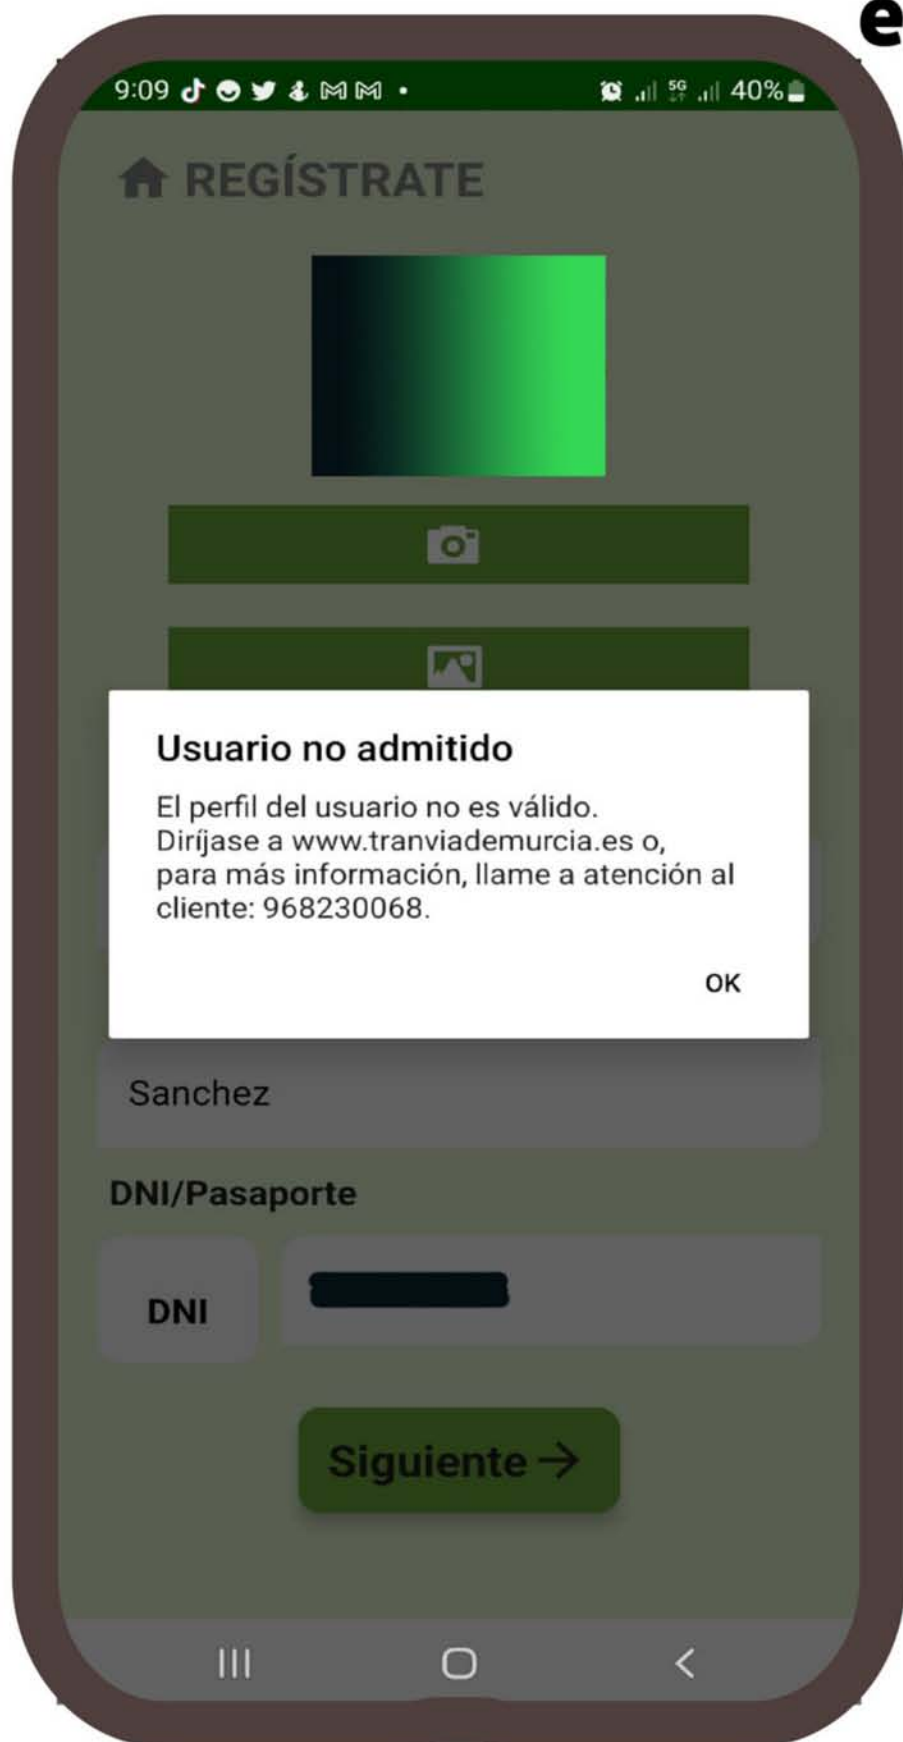 e
9:09
5G
40%
REGÍSTRATE
Usuario no admitido
El perfil del usuario no es válido.
Diríjase a www.tranviademurcia.es o,
para más información, llame a atención al
cliente: 968230068.
OK
Sanchez
DNI/Pasaporte
DNI
Siguiente